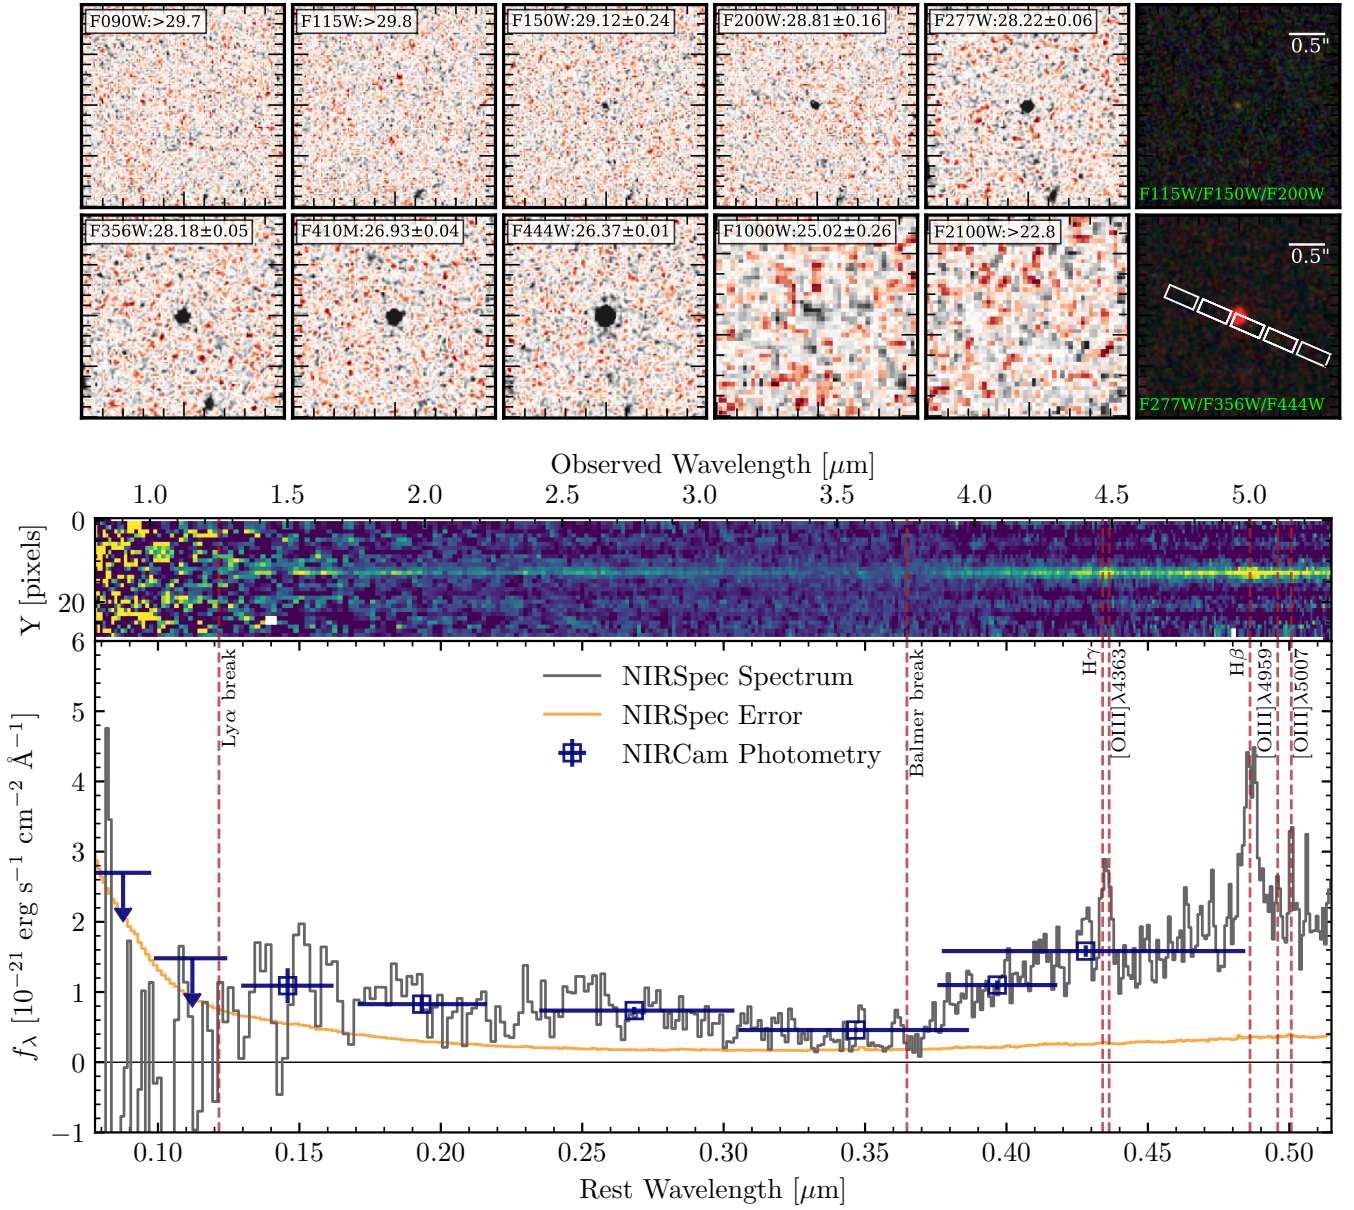 F090W:>29.7
F115W:>29.8
F150W:29.12±0.24
F200W:28.81±0.16
F277W:28.22±0.06
0.5"
F115W/F150W/F200W
F356W:28.18±0.05
F410M:26.93±0.04
F444W:26.37±0.01
F1000W:25.02±0.26
F2100W:>22.8
0.5"
F277W/F356W/F444W
Observed Wavelength [μm]
1.0 1.5 2.0 2.5 3.0 3.5 4.0 4.5 5.0
Y [pixels]
0
20
f_λ [10⁻²¹ erg s⁻¹ cm⁻² Å⁻¹]
6
5
4
3
2
1
0
−1
Lyα break
NIRSpec Spectrum
NIRSpec Error
NIRCam Photometry
Balmer break
Hγ
[OIII]λ4363
Hβ
[OIII]λ4959
[OIII]λ5007
0.10 0.15 0.20 0.25 0.30 0.35 0.40 0.45 0.50
Rest Wavelength [μm]